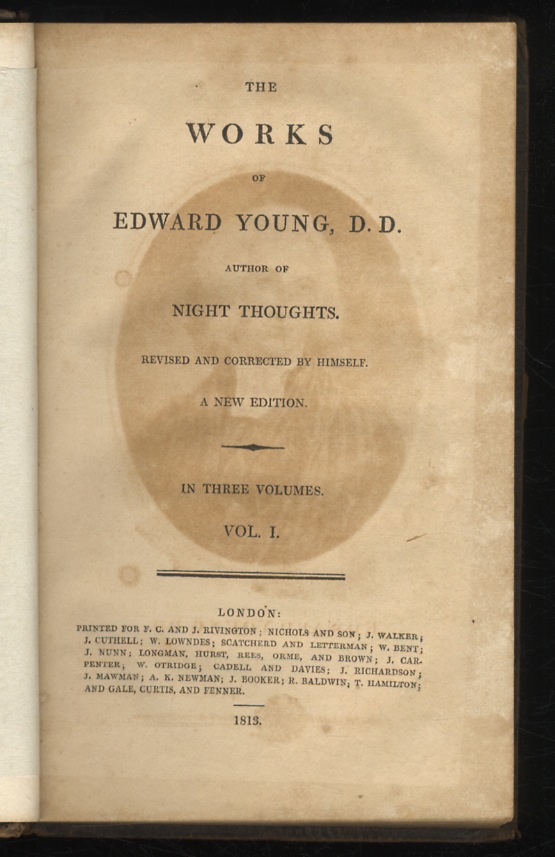 THE
WORKS
OF
EDWARD YOUNG, D. D.
AUTHOR OF
NIGHT THOUGHTS.
REVISED AND CORRECTED BY HIMSELF.
A NEW EDITION.
IN THREE VOLUMES.
VOL. I.
LONDON:
PRINTED FOR F. C. AND J. RIVINGTON; NICHOLS AND SON; J. WALKER;
J. CUTHELL; W. LOWNDES; SCATCHERD AND LETTERMAN; W. BENT;
J. NUNN; LONGMAN, HURST, REES, ORME, AND BROWN; J. CAR-
PENTER; W. OTRIDGE; CADELL AND DAVIES; J. RICHARDSON;
J. MAWMAN; A. K. NEWMAN; J. BOOKER; R. BALDWIN; T. HAMILTON;
AND GALE, CURTIS, AND FENNER.
1813.